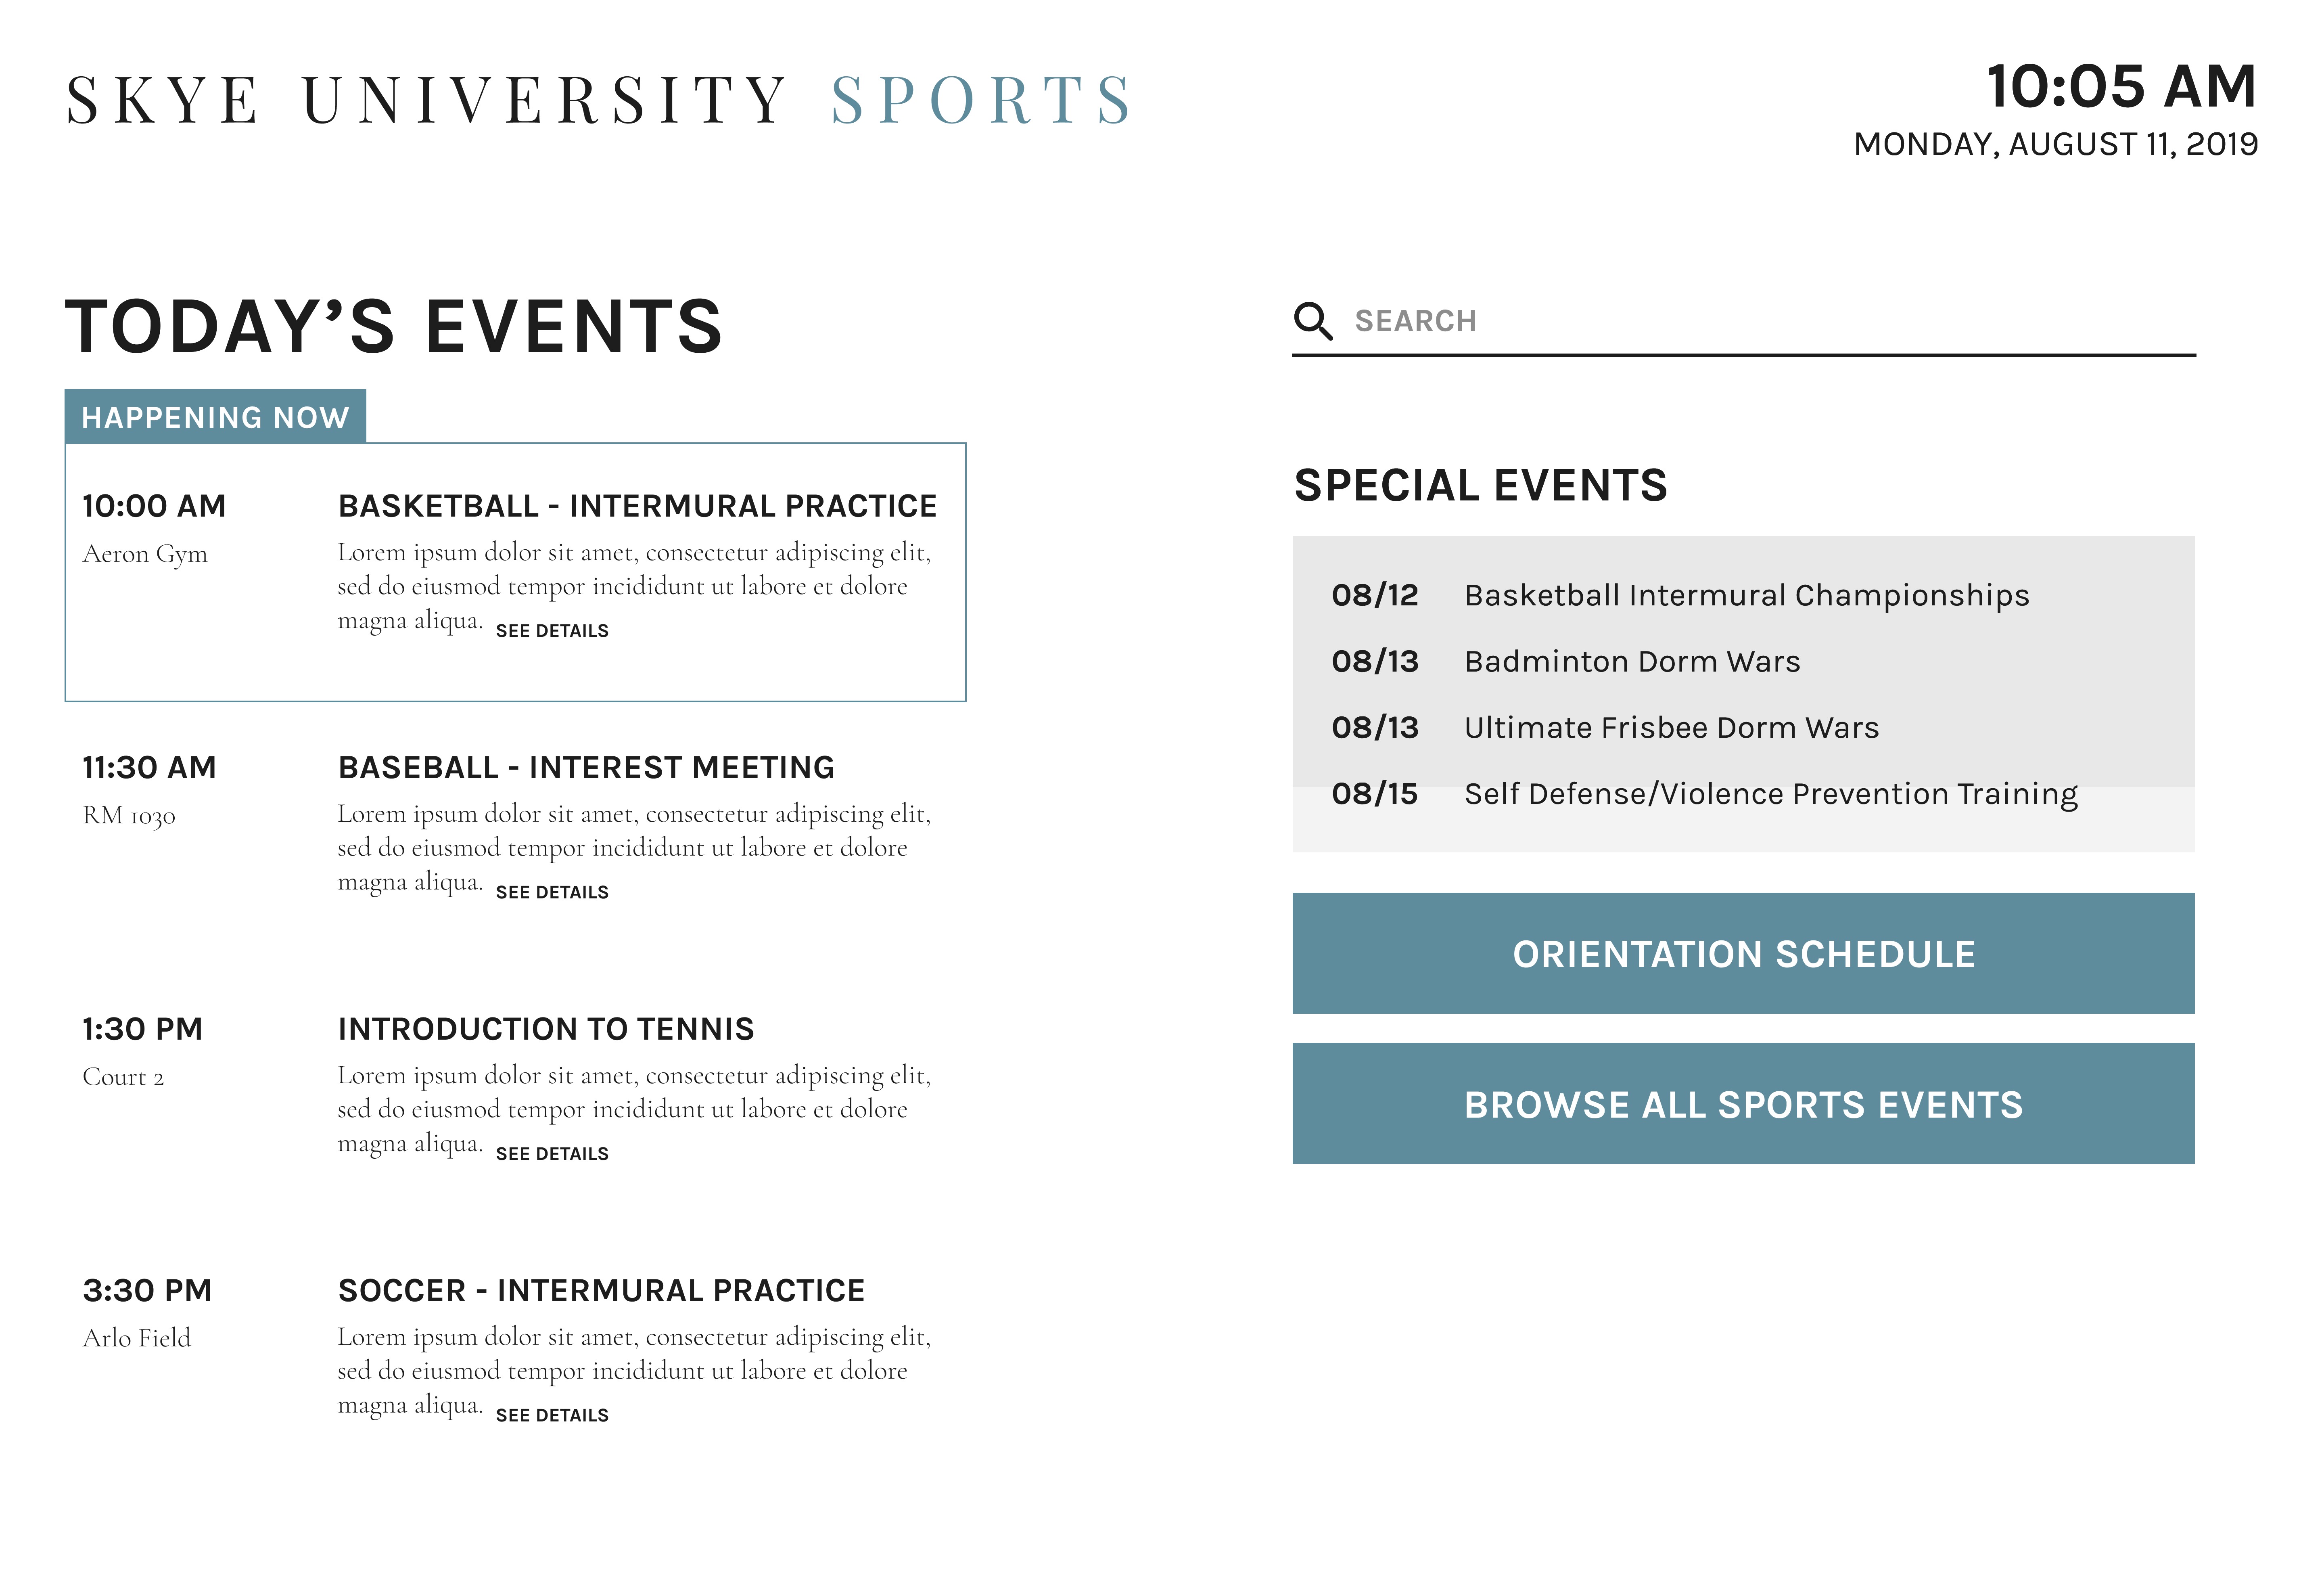 SKYE UNIVERSITY SPORTS
10:05 AM
MONDAY, AUGUST 11, 2019
TODAY’S EVENTS
HAPPENING NOW
10:00 AM
Aeron Gym
BASKETBALL - INTERMURAL PRACTICE
Lorem ipsum dolor sit amet, consectetur adipiscing elit,
sed do eiusmod tempor incididunt ut labore et dolore
magna aliqua. SEE DETAILS
11:30 AM
RM 1030
BASEBALL - INTEREST MEETING
Lorem ipsum dolor sit amet, consectetur adipiscing elit,
sed do eiusmod tempor incididunt ut labore et dolore
magna aliqua. SEE DETAILS
1:30 PM
Court 2
INTRODUCTION TO TENNIS
Lorem ipsum dolor sit amet, consectetur adipiscing elit,
sed do eiusmod tempor incididunt ut labore et dolore
magna aliqua. SEE DETAILS
3:30 PM
Arlo Field
SOCCER - INTERMURAL PRACTICE
Lorem ipsum dolor sit amet, consectetur adipiscing elit,
sed do eiusmod tempor incididunt ut labore et dolore
magna aliqua. SEE DETAILS
SEARCH
SPECIAL EVENTS
08/12 Basketball Intermural Championships
08/13 Badminton Dorm Wars
08/13 Ultimate Frisbee Dorm Wars
08/15 Self Defense/Violence Prevention Training
ORIENTATION SCHEDULE
BROWSE ALL SPORTS EVENTS